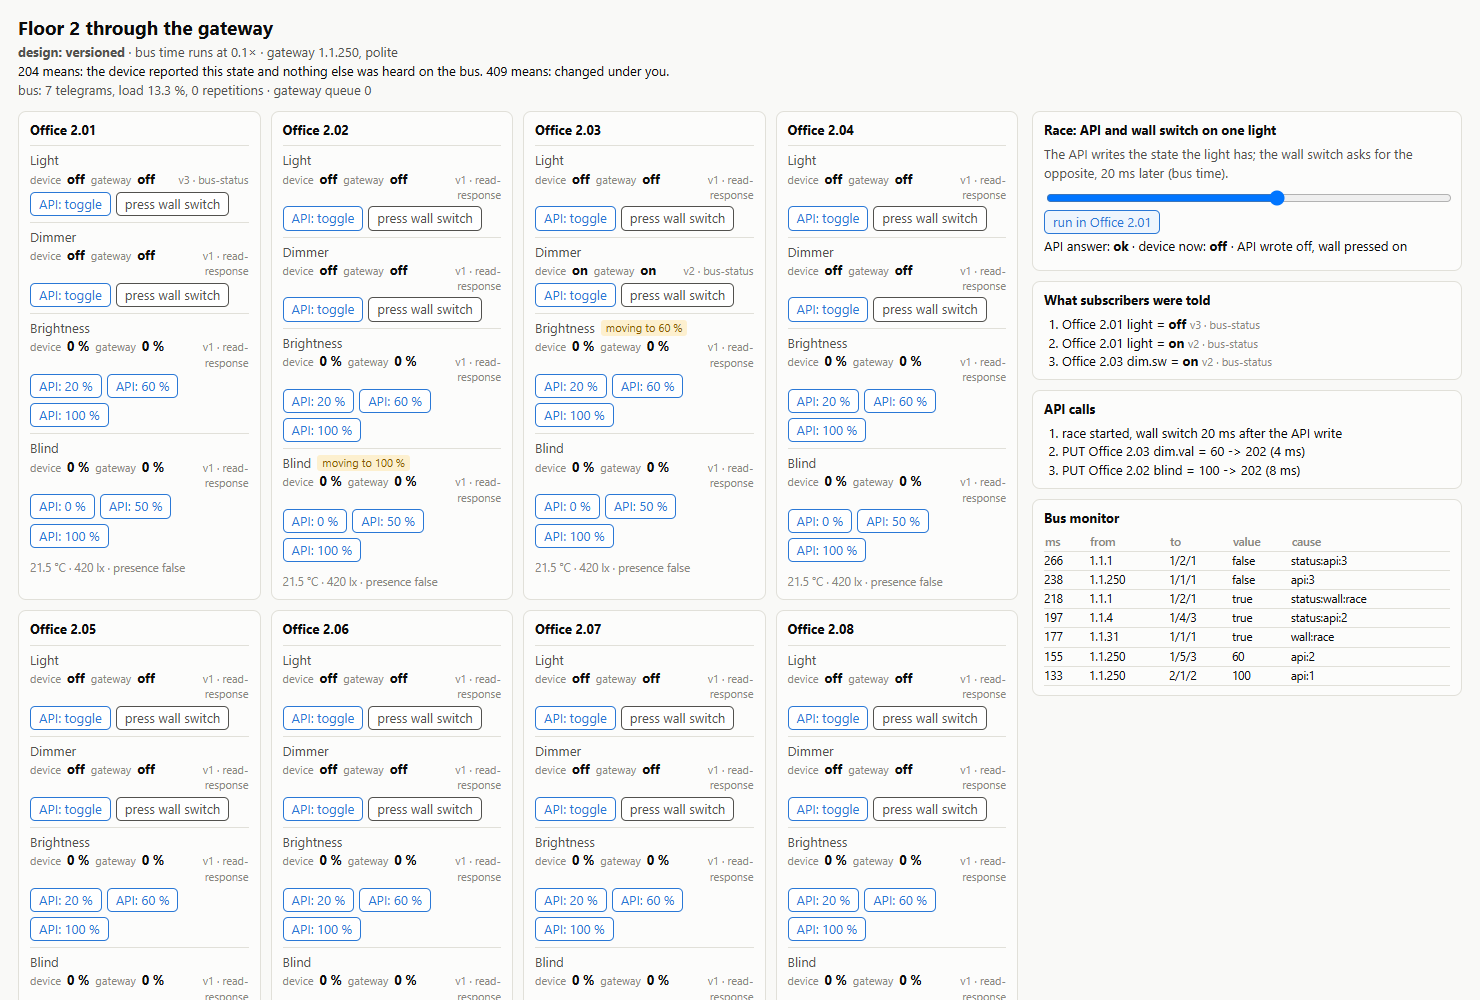 Floor 2 through the gateway
design: versioned · bus time runs at 0.1× · gateway 1.1.250, polite
204 means: the device reported this state and nothing else was heard on the bus. 409 means: changed under you.
bus: 7 telegrams, load 13.3 %, 0 repetitions · gateway queue 0
Office 2.01
Light
device off gateway off v3 · bus-status
API: toggle press wall switch
Dimmer
device off gateway off v1 · read-
response
API: toggle press wall switch
Brightness
device 0 % gateway 0 % v1 · read-
response
API: 20 % API: 60 %
API: 100 %
Blind
device 0 % gateway 0 % v1 · read-
response
API: 0 % API: 50 %
API: 100 %
21.5 °C · 420 lx · presence false
Office 2.02
Light
device off gateway off v1 · read-
response
API: toggle press wall switch
Dimmer
device off gateway off v1 · read-
response
API: toggle press wall switch
Brightness
device 0 % gateway 0 % v1 · read-
response
API: 20 % API: 60 %
API: 100 %
Blind moving to 100 %
device 0 % gateway 0 % v1 · read-
response
API: 0 % API: 50 %
API: 100 %
21.5 °C · 420 lx · presence false
Office 2.03
Light
device off gateway off v1 · read-
response
API: toggle press wall switch
Dimmer
device on gateway on v2 · bus-status
API: toggle press wall switch
Brightness moving to 60 %
device 0 % gateway 0 % v1 · read-
response
API: 20 % API: 60 %
API: 100 %
Blind
device 0 % gateway 0 % v1 · read-
response
API: 0 % API: 50 %
API: 100 %
21.5 °C · 420 lx · presence false
Office 2.04
Light
device off gateway off v1 · read-
response
API: toggle press wall switch
Dimmer
device off gateway off v1 · read-
response
API: toggle press wall switch
Brightness
device 0 % gateway 0 % v1 · read-
response
API: 20 % API: 60 %
API: 100 %
Blind
device 0 % gateway 0 % v1 · read-
response
API: 0 % API: 50 %
API: 100 %
21.5 °C · 420 lx · presence false
Office 2.05
Light
device off gateway off v1 · read-
response
API: toggle press wall switch
Dimmer
device off gateway off v1 · read-
response
API: toggle press wall switch
Brightness
device 0 % gateway 0 % v1 · read-
response
API: 20 % API: 60 %
API: 100 %
Blind
device 0 % gateway 0 % v1 · read-
response
Office 2.06
Light
device off gateway off v1 · read-
response
API: toggle press wall switch
Dimmer
device off gateway off v1 · read-
response
API: toggle press wall switch
Brightness
device 0 % gateway 0 % v1 · read-
response
API: 20 % API: 60 %
API: 100 %
Blind
device 0 % gateway 0 % v1 · read-
response
Office 2.07
Light
device off gateway off v1 · read-
response
API: toggle press wall switch
Dimmer
device off gateway off v1 · read-
response
API: toggle press wall switch
Brightness
device 0 % gateway 0 % v1 · read-
response
API: 20 % API: 60 %
API: 100 %
Blind
device 0 % gateway 0 % v1 · read-
response
Office 2.08
Light
device off gateway off v1 · read-
response
API: toggle press wall switch
Dimmer
device off gateway off v1 · read-
response
API: toggle press wall switch
Brightness
device 0 % gateway 0 % v1 · read-
response
API: 20 % API: 60 %
API: 100 %
Blind
device 0 % gateway 0 % v1 · read-
response
Race: API and wall switch on one light
The API writes the state the light has; the wall switch asks for the
opposite, 20 ms later (bus time).
run in Office 2.01
API answer: ok · device now: off · API wrote off, wall pressed on
What subscribers were told
1. Office 2.01 light = off v3 · bus-status
2. Office 2.01 light = on v2 · bus-status
3. Office 2.03 dim.sw = on v2 · bus-status
API calls
1. race started, wall switch 20 ms after the API write
2. PUT Office 2.03 dim.val = 60 -> 202 (4 ms)
3. PUT Office 2.02 blind = 100 -> 202 (8 ms)
Bus monitor
ms from to value cause
266 1.1.1 1/2/1 false status:api:3
238 1.1.250 1/1/1 false api:3
218 1.1.1 1/2/1 true status:wall:race
197 1.1.4 1/4/3 true status:api:2
177 1.1.31 1/1/1 true wall:race
155 1.1.250 1/5/3 60 api:2
133 1.1.250 2/1/2 100 api:1